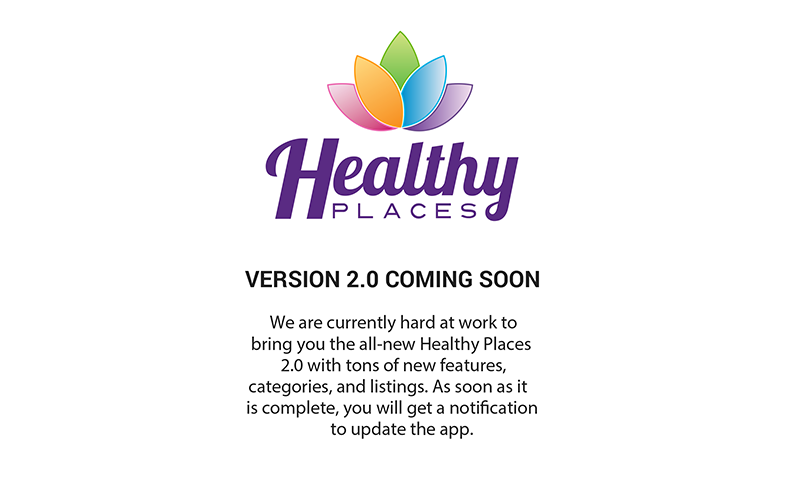 Healthy
PLACES
VERSION 2.0 COMING SOON
We are currently hard at work to
bring you the all-new Healthy Places
2.0 with tons of new features,
categories, and listings. As soon as it
is complete, you will get a notification
to update the app.